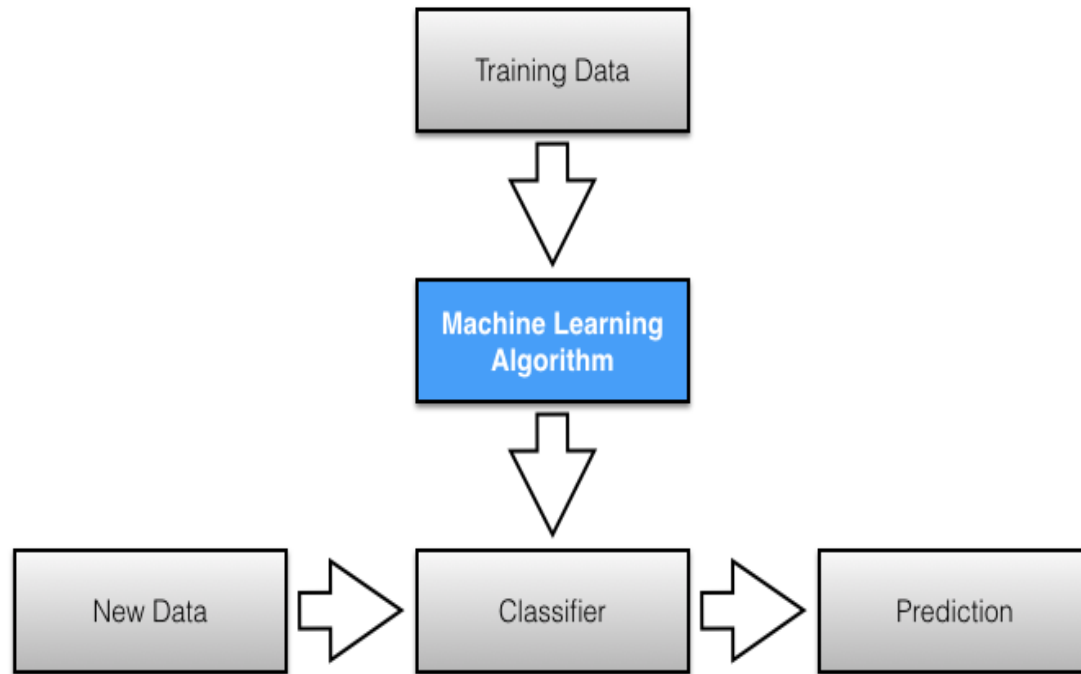 Training Data
Machine Learning
Algorithm
New Data
Classifier
Prediction